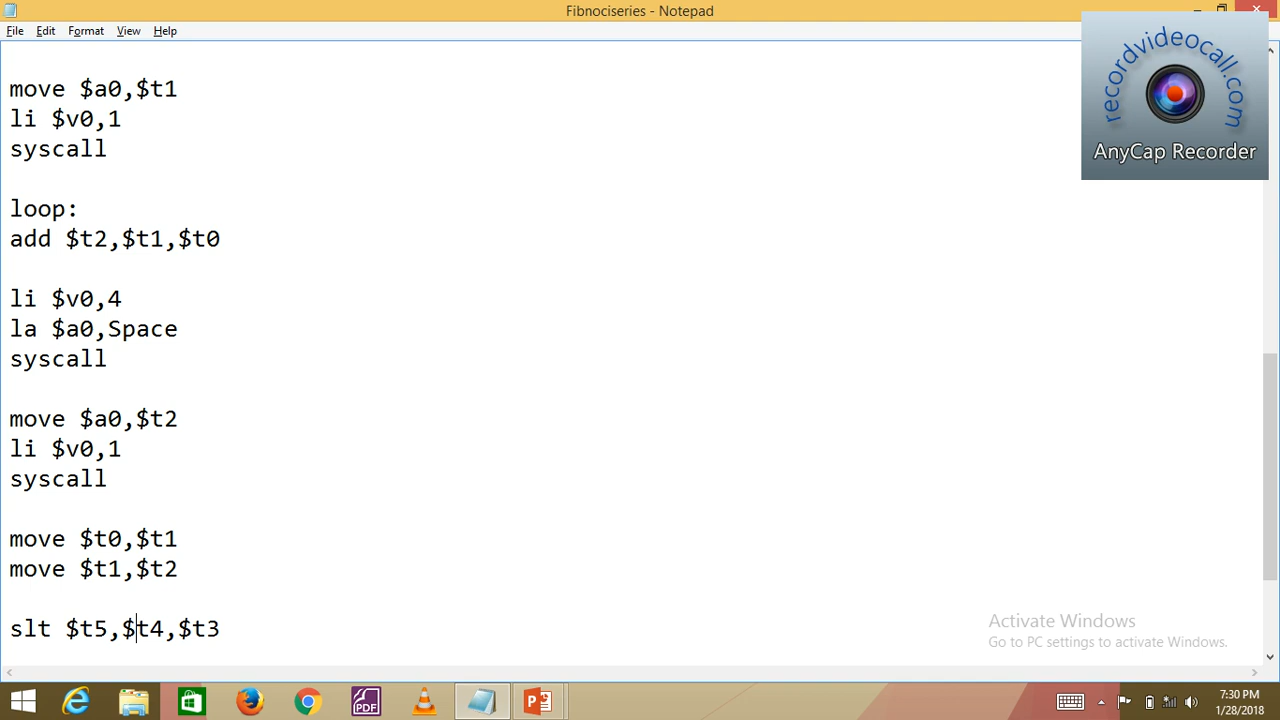 Fibnociseries - Notepad
File Edit Format View Help
move $a0,$t1
li $v0,1
syscall
loop:
add $t2,$t1,$t0
li $v0,4
la $a0,Space
syscall
move $a0,$t2
li $v0,1
syscall
move $t0,$t1
move $t1,$t2
slt $t5,$t4,$t3
recordvideocall.com
AnyCap Recorder
Activate Windows
Go to PC settings to activate Windows.
PDF
7:30 PM
1/28/2018